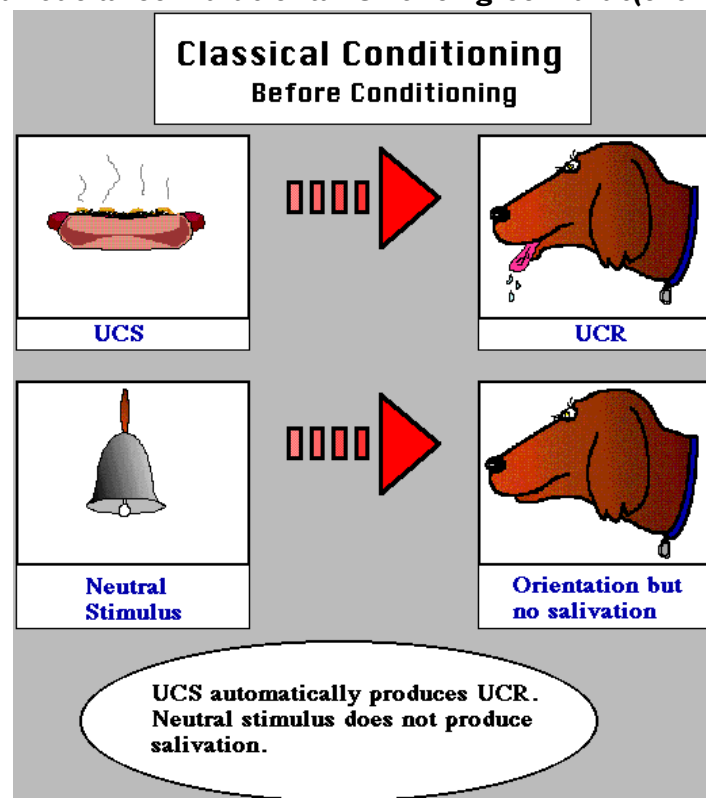 Classical Conditioning
Before Conditioning
UCS
UCR
Neutral
Stimulus
Orientation but
no salivation
UCS automatically produces UCR.
Neutral stimulus does not produce
salivation.